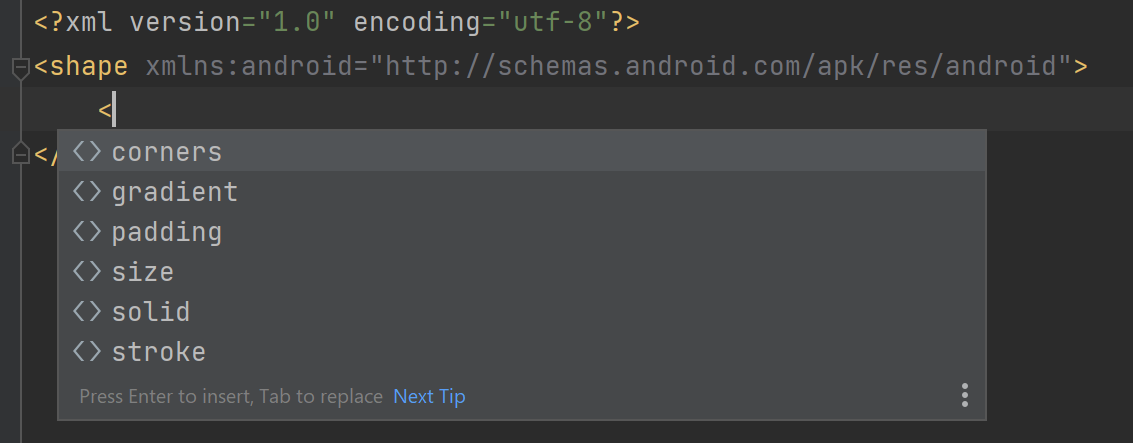 <?xml version="1.0" encoding="utf-8"?>
<shape xmlns:android="http://schemas.android.com/apk/res/android">
<
</
corners
gradient
padding
size
solid
stroke
Press Enter to insert, Tab to replace Next Tip